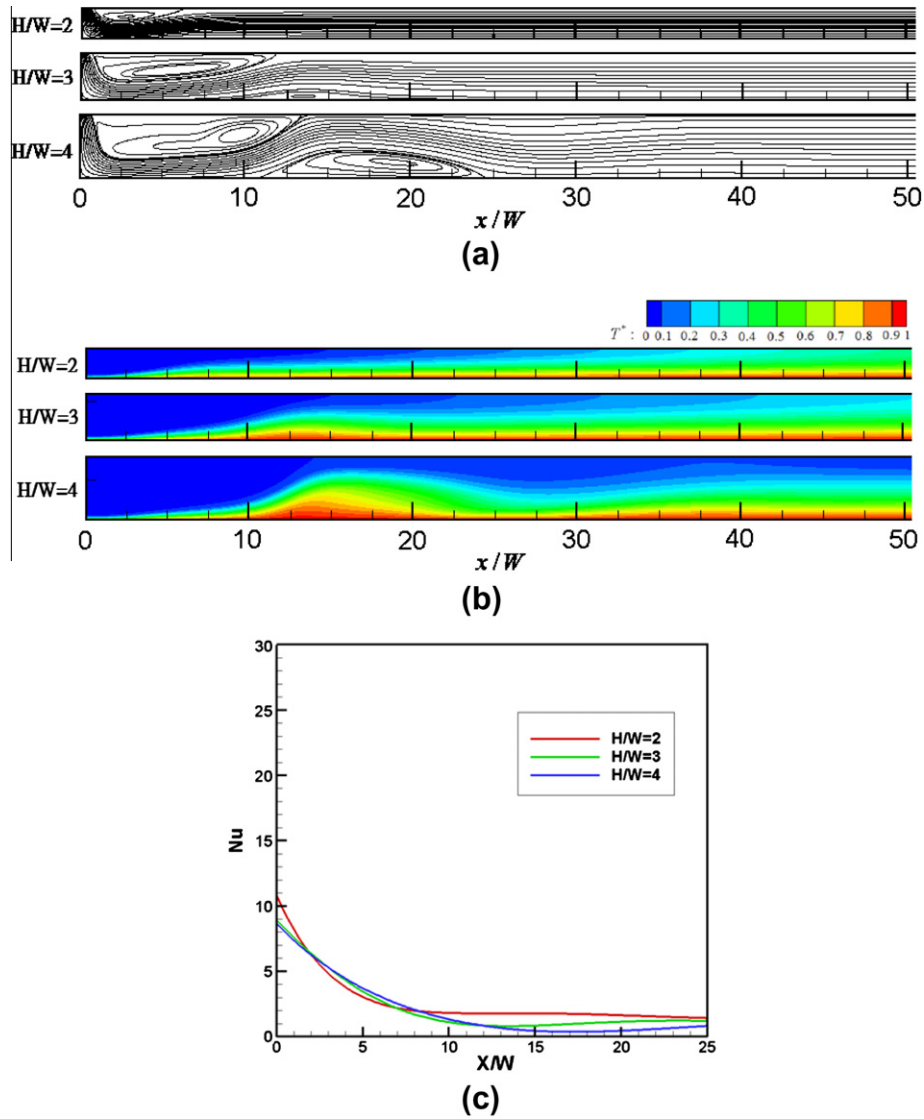 H/W=2
H/W=3
H/W=4
0 10 20 30 40 50
x/W
(a)
T* : 0 0.1 0.2 0.3 0.4 0.5 0.6 0.7 0.8 0.9 1
H/W=2
H/W=3
H/W=4
0 10 20 30 40 50
x/W
(b)
30
25
20
15
10
5
0
Nu
H/W=2
H/W=3
H/W=4
0 5 10 15 20 25
X/W
(c)